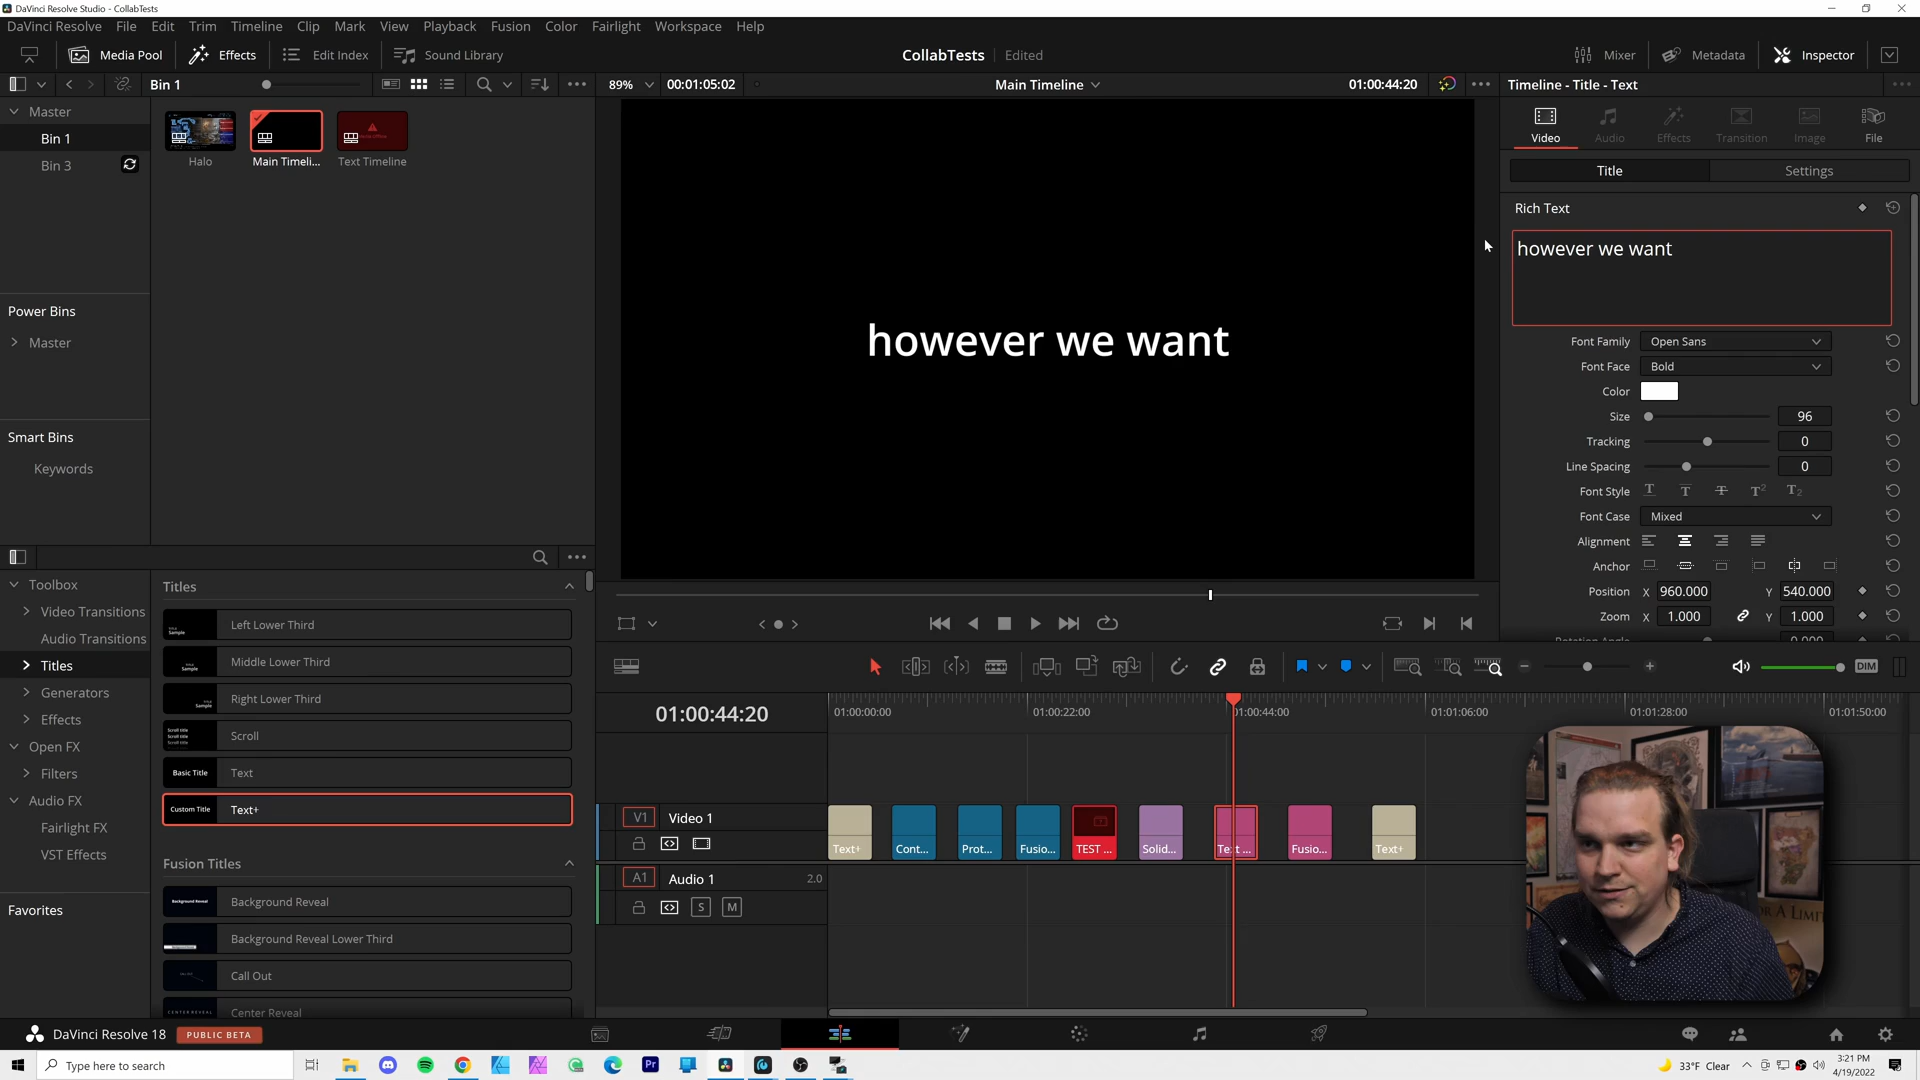 DaVinci Resolve Studio - CollabTests
DaVinci Resolve File Edit Trim Timeline Clip Mark View Playback Fusion Color Fairlight Workspace Help
Media Pool Effects Edit Index Sound Library CollabTests Edited Mixer Metadata Inspector
Bin 1 89% 00:01:05:02 Main Timeline 01:00:44:20 Timeline - Title - Text
Master
Bin 1
Bin 3
Halo Main Timeli... Text Timeline
Power Bins
Master
Smart Bins
Keywords
however we want
Video Audio Effects Transition Image File
Title Settings
Rich Text
however we want
Font Family Open Sans
Font Face Bold
Color
Size 96
Tracking 0
Line Spacing 0
Font Style
Font Case Mixed
Alignment
Anchor
Position X 960.000 Y 540.000
Zoom X 1.000 Y 1.000
Toolbox
Video Transitions
Audio Transitions
Titles
Generators
Effects
Open FX
Filters
Audio FX
Fairlight FX
VST Effects
Favorites
Titles
Left Lower Third
Middle Lower Third
Right Lower Third
Scroll
Basic Title Text
Custom Title Text+
Fusion Titles
Background Reveal
Background Reveal Lower Third
Call Out
Center Reveal
DIM
01:00:44:20
01:00:00:00 01:00:22:00 01:00:44:00 01:01:06:00 01:01:28:00 01:01:50:00
V1 Video 1
Text+ Cont... Prot... Fusio... TEST ... Solid... Text ... Fusio... Text+
A1 Audio 1 2.0
S M
DaVinci Resolve 18 PUBLIC BETA
Type here to search
33°F Clear
3:21 PM
4/19/2022